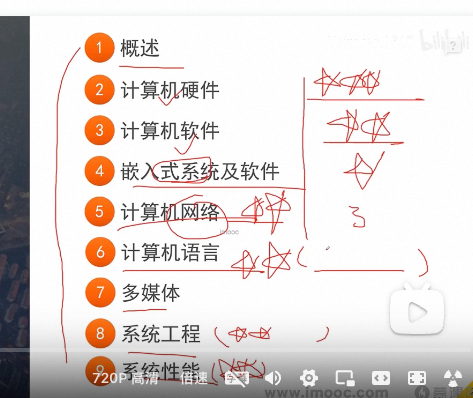 bilibili
1 概述
2 计算机硬件
3 计算机软件
4 嵌入式系统及软件
5 计算机网络
imooc
3
6 计算机语言
7 多媒体
8 系统工程
9 系统性能
720P 高清 倍速
www.imooc.com